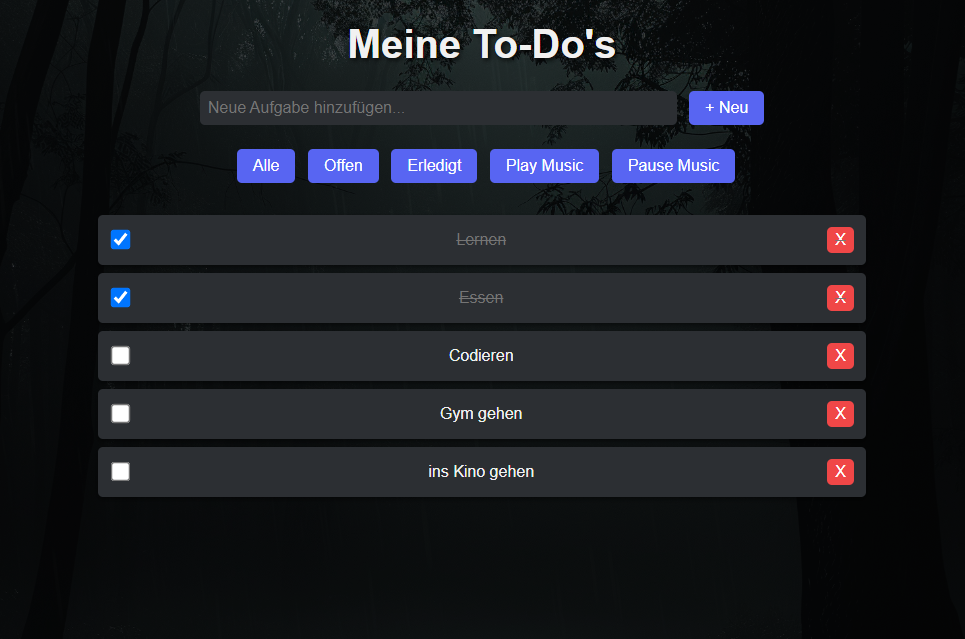 Meine To-Do's
Neue Aufgabe hinzufügen...
+ Neu
Alle
Offen
Erledigt
Play Music
Pause Music
Lernen
X
Essen
X
Codieren
X
Gym gehen
X
ins Kino gehen
X